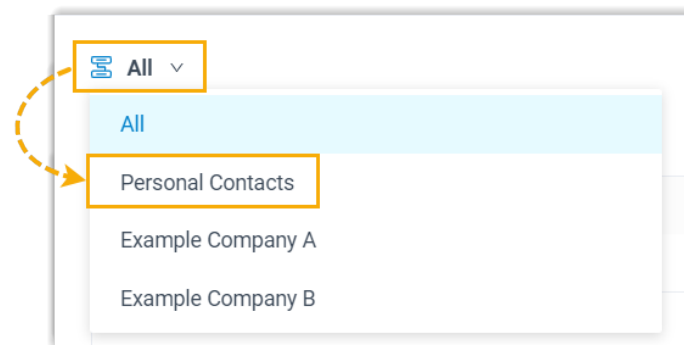 All
All
Personal Contacts
Example Company A
Example Company B